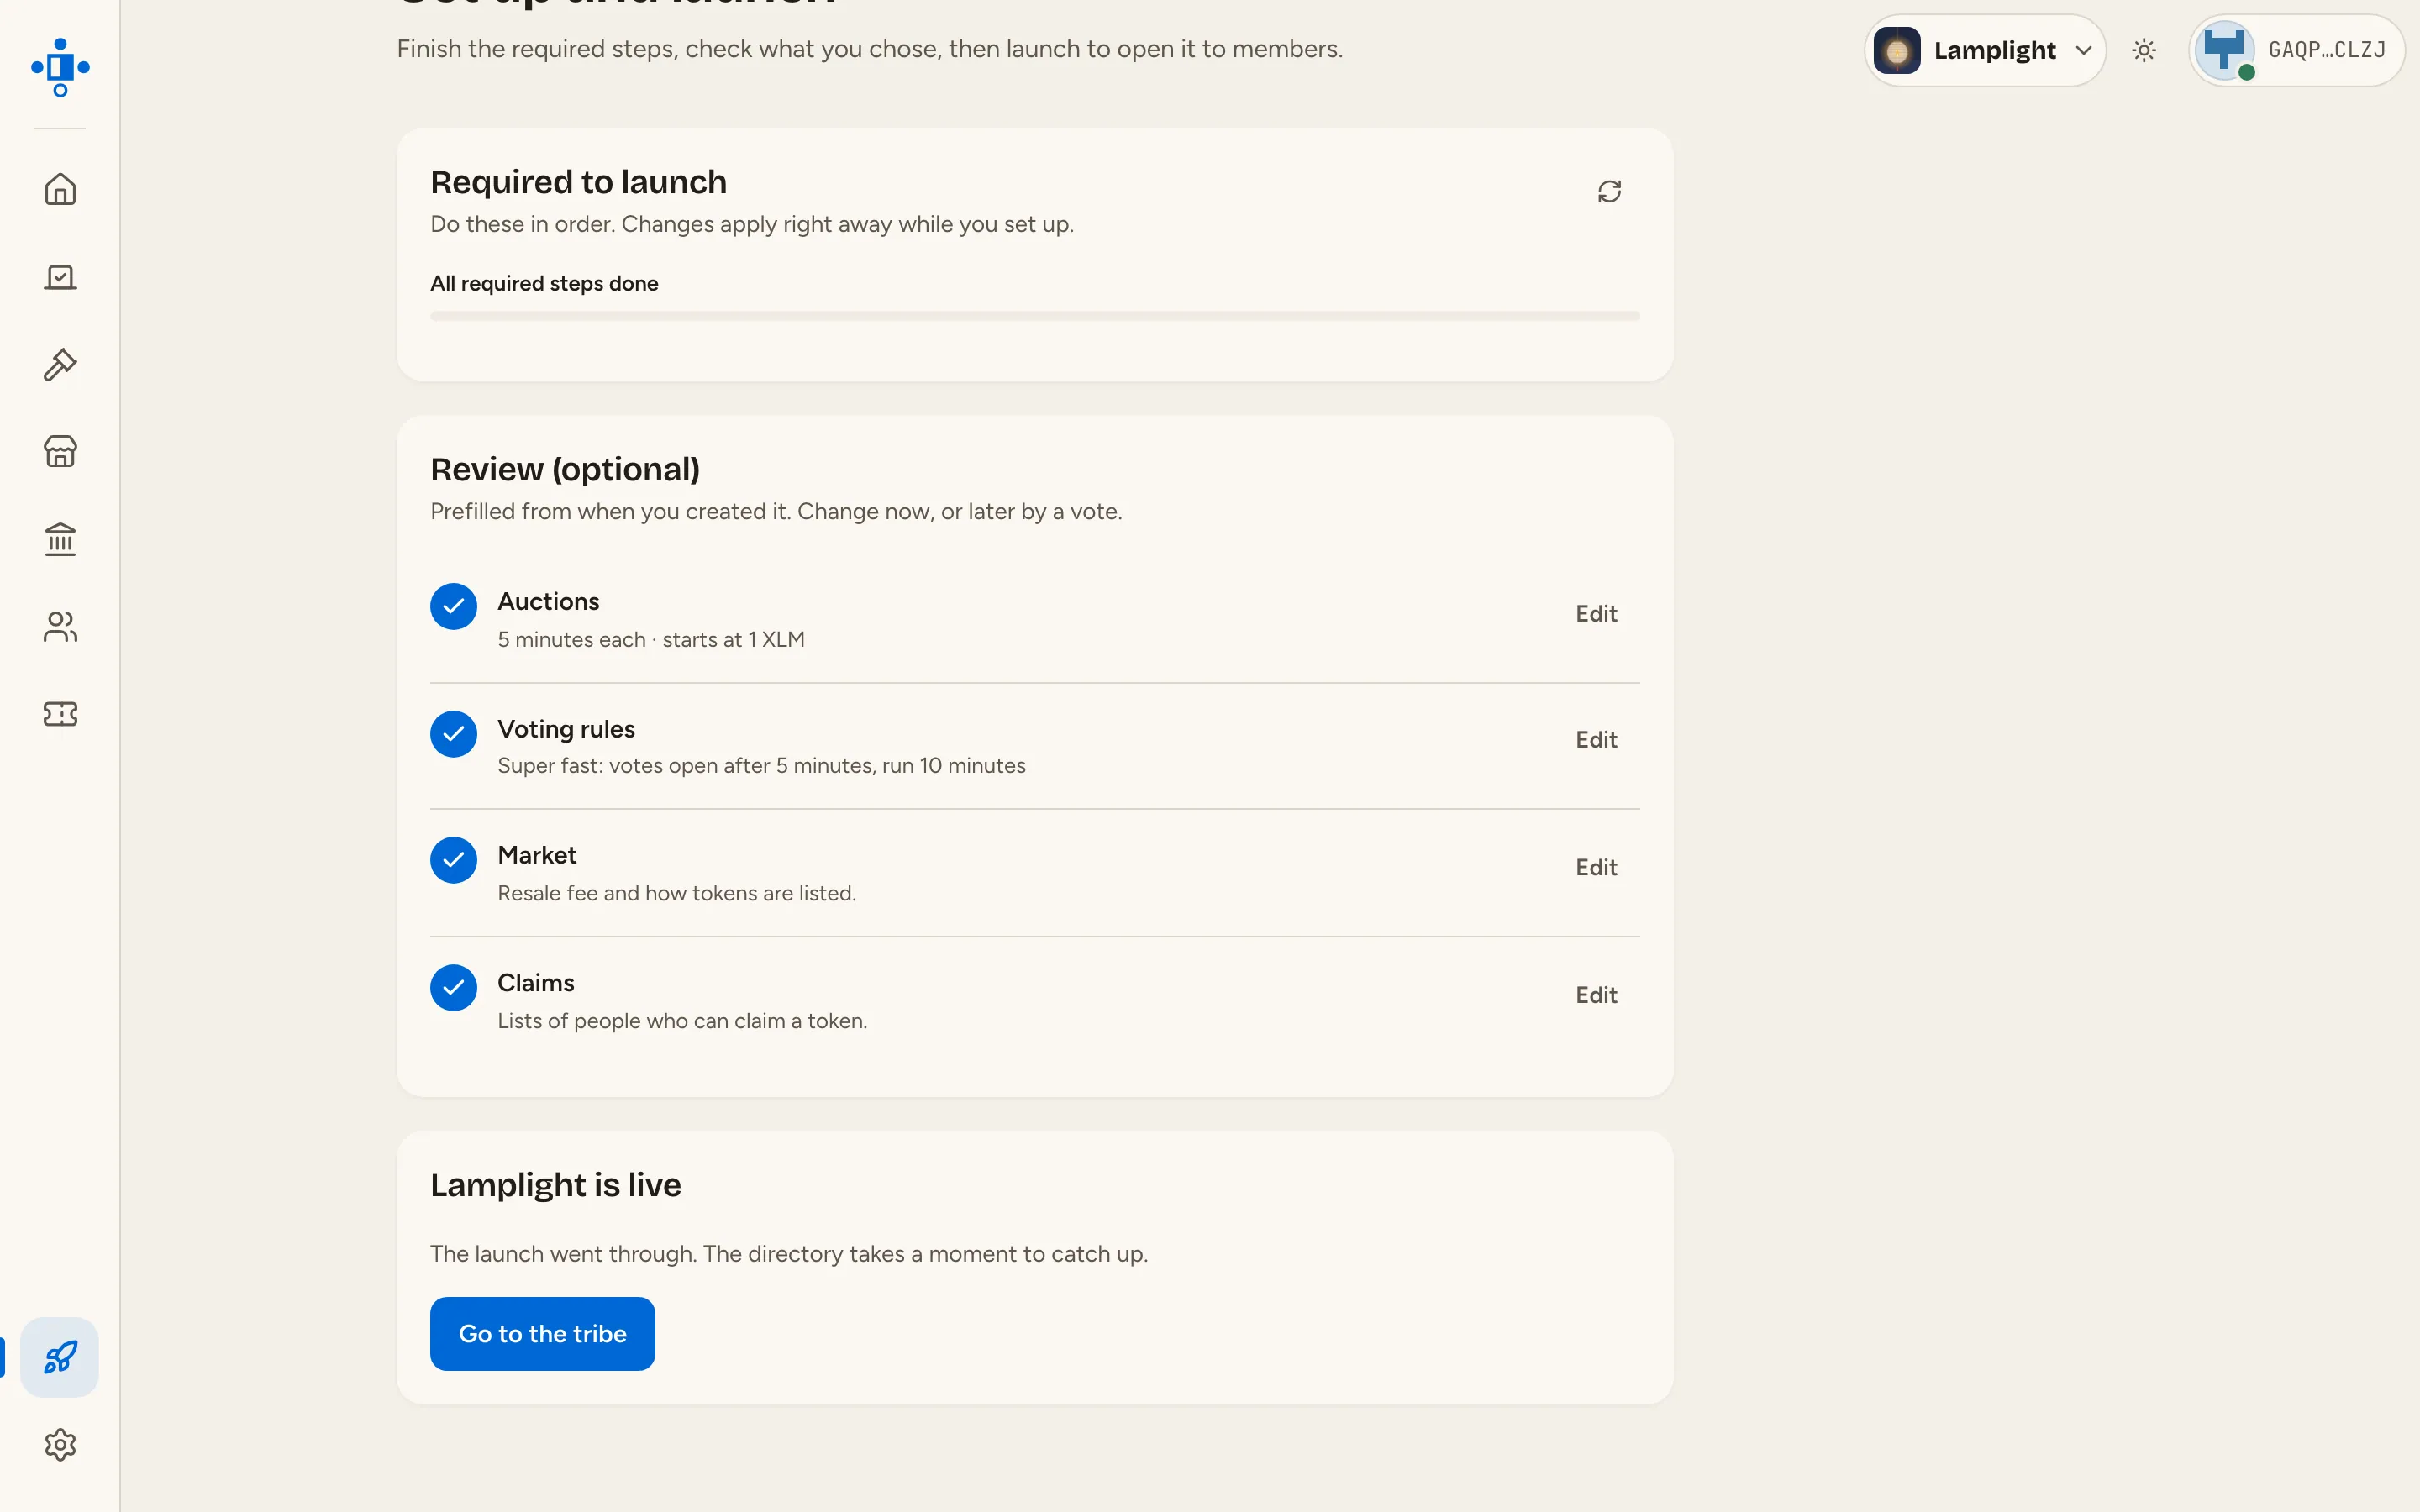 Set up and launch
Finish the required steps, check what you chose, then launch to open it to members.
Lamplight
GAQP...CLZJ
Required to launch
Do these in order. Changes apply right away while you set up.
All required steps done
Review (optional)
Prefilled from when you created it. Change now, or later by a vote.
Auctions
5 minutes each · starts at 1 XLM
Edit
Voting rules
Super fast: votes open after 5 minutes, run 10 minutes
Edit
Market
Resale fee and how tokens are listed.
Edit
Claims
Lists of people who can claim a token.
Edit
Lamplight is live
The launch went through. The directory takes a moment to catch up.
Go to the tribe